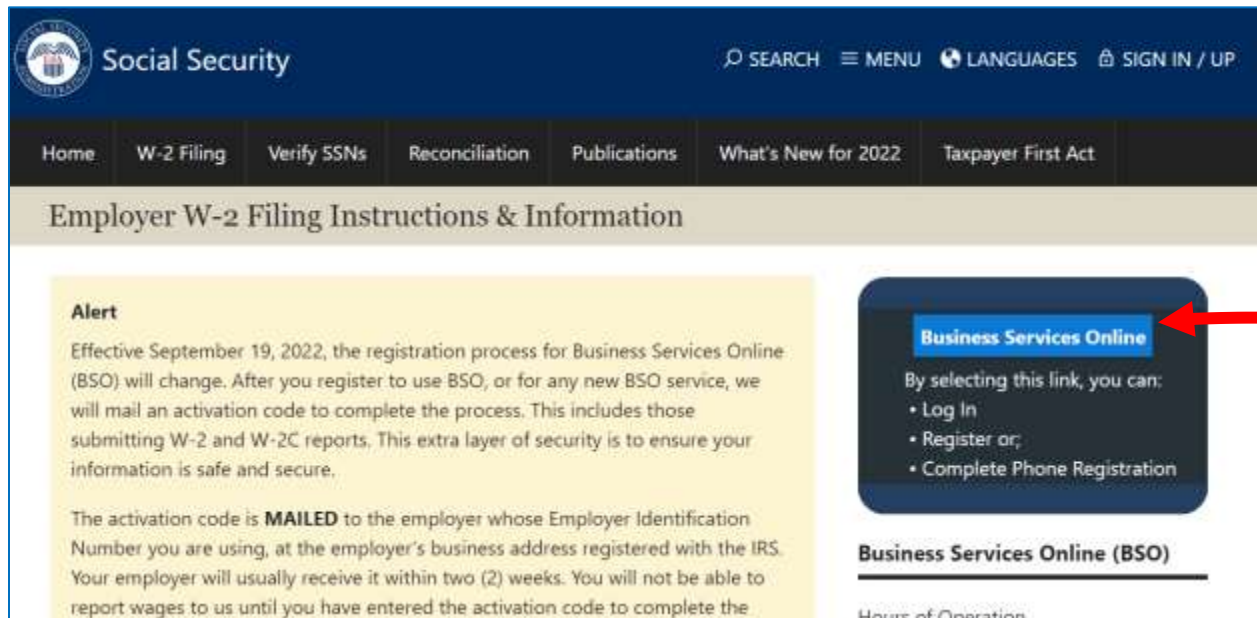 Social Security
SEARCH MENU LANGUAGES SIGN IN / UP
Home W-2 Filing Verify SSNs Reconciliation Publications What's New for 2022 Taxpayer First Act
Employer W-2 Filing Instructions & Information
Alert
Effective September 19, 2022, the registration process for Business Services Online
(BSO) will change. After you register to use BSO, or for any new BSO service, we
will mail an activation code to complete the process. This includes those
submitting W-2 and W-2C reports. This extra layer of security is to ensure your
information is safe and secure.
The activation code is MAILED to the employer whose Employer Identification
Number you are using, at the employer's business address registered with the IRS.
Your employer will usually receive it within two (2) weeks. You will not be able to
report wages to us until you have entered the activation code to complete the
Business Services Online
By selecting this link, you can:
• Log In
• Register or;
• Complete Phone Registration
Business Services Online (BSO)
Hours of Operation